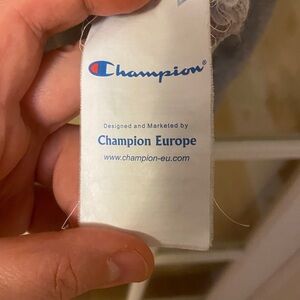 Champion®
Designed and Marketed by
Champion Europe
www.champion-eu.com